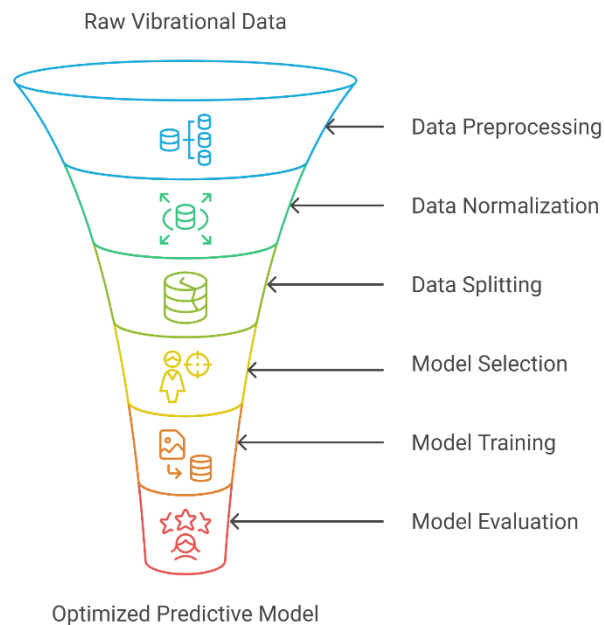 Raw Vibrational Data
Data Preprocessing
Data Normalization
Data Splitting
Model Selection
Model Training
Model Evaluation
Optimized Predictive Model